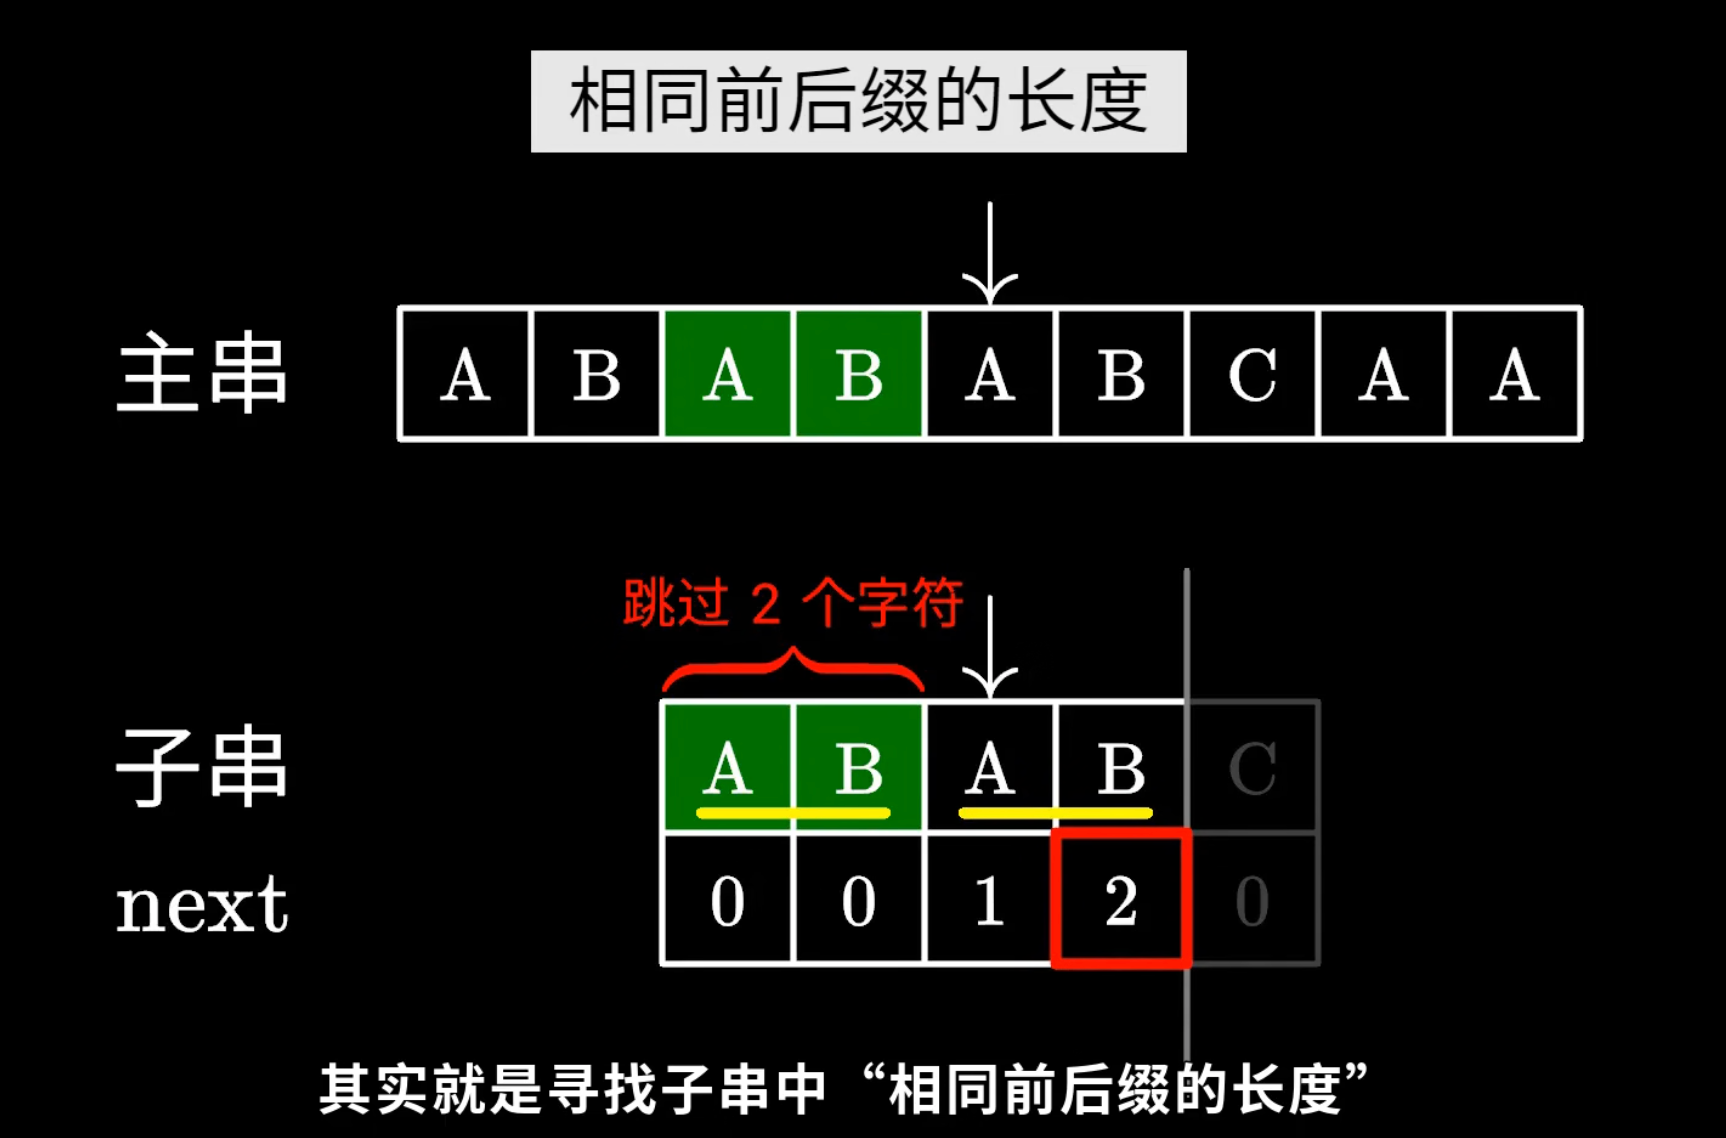 相同前后缀的长度
主串 A B A B A B C A A
跳过 2 个字符
子串 A B A B C
next 0 0 1 2 0
其实就是寻找子串中“相同前后缀的长度”